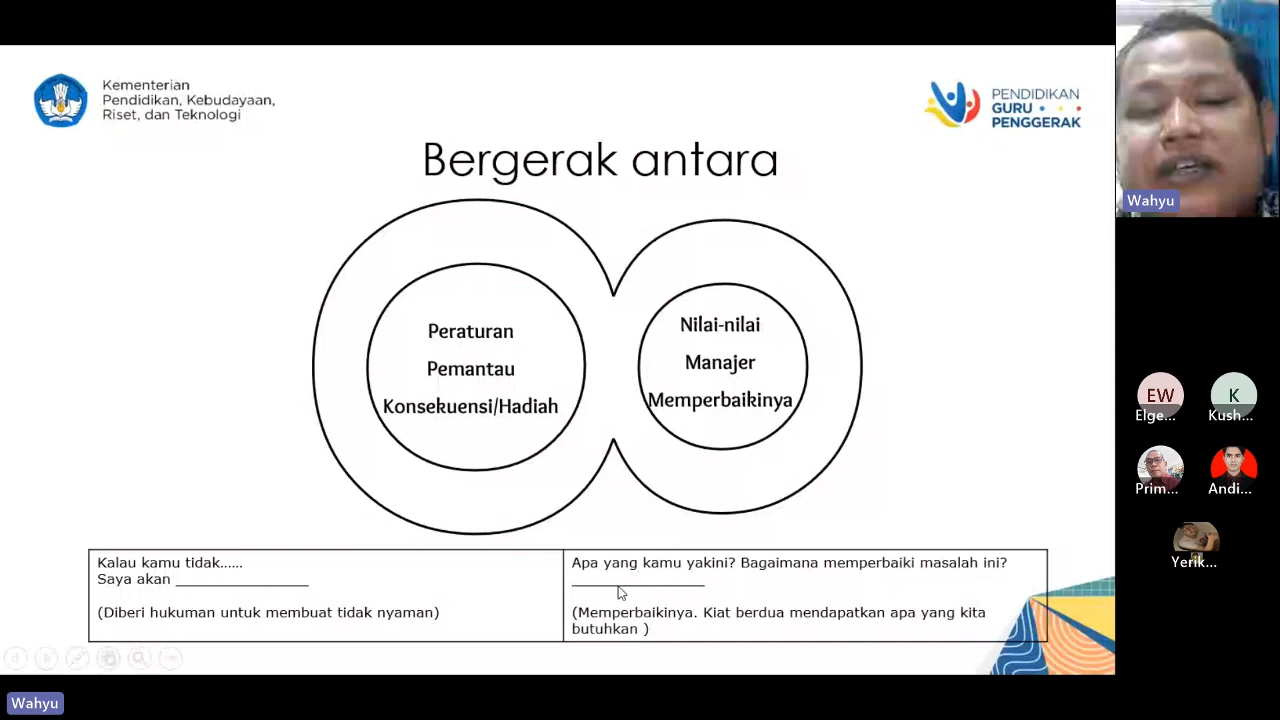 Kementerian
Pendidikan, Kebudayaan,
Riset, dan Teknologi
PENDIDIKAN
GURU
PENGGERAK
Bergerak antara
Peraturan
Pemantau
Konsekuensi/Hadiah
Nilai-nilai
Manajer
Memperbaikinya
Kalau kamu tidak......
Saya akan ________________
(Diberi hukuman untuk membuat tidak nyaman)
Apa yang kamu yakini? Bagaimana memperbaiki masalah ini?
________________
(Memperbaikinya. Kiat berdua mendapatkan apa yang kita
butuhkan )
Wahyu
EW
Elge...
K
Kush...
Prim...
Andi...
Yerik...
Wahyu